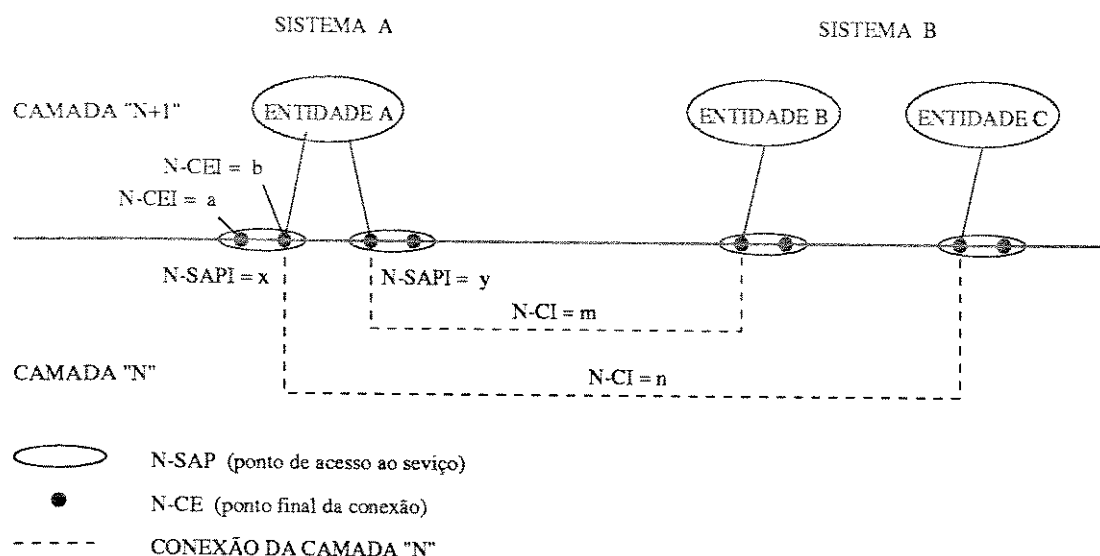 SISTEMA A
SISTEMA B
CAMADA "N+1"
ENTIDADE A
ENTIDADE B
ENTIDADE C
N-CEI = b
N-CEI = a
N-SAPI = x
N-SAPI = y
N-CI = m
CAMADA "N"
N-CI = n
N-SAP (ponto de acesso ao seviço)
N-CE (ponto final da conexão)
CONEXÃO DA CAMADA "N"